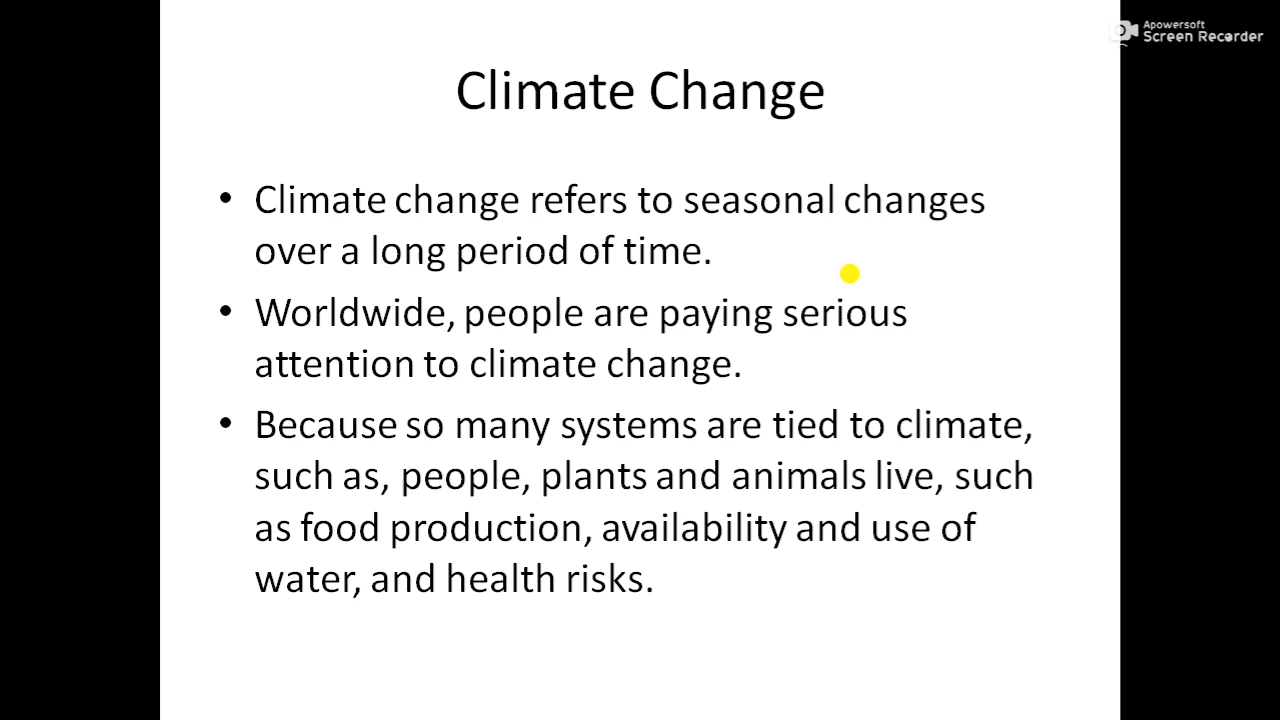 Apowersoft
Screen Recorder
Climate Change
• Climate change refers to seasonal changes
over a long period of time.
• Worldwide, people are paying serious
attention to climate change.
• Because so many systems are tied to climate,
such as, people, plants and animals live, such
as food production, availability and use of
water, and health risks.